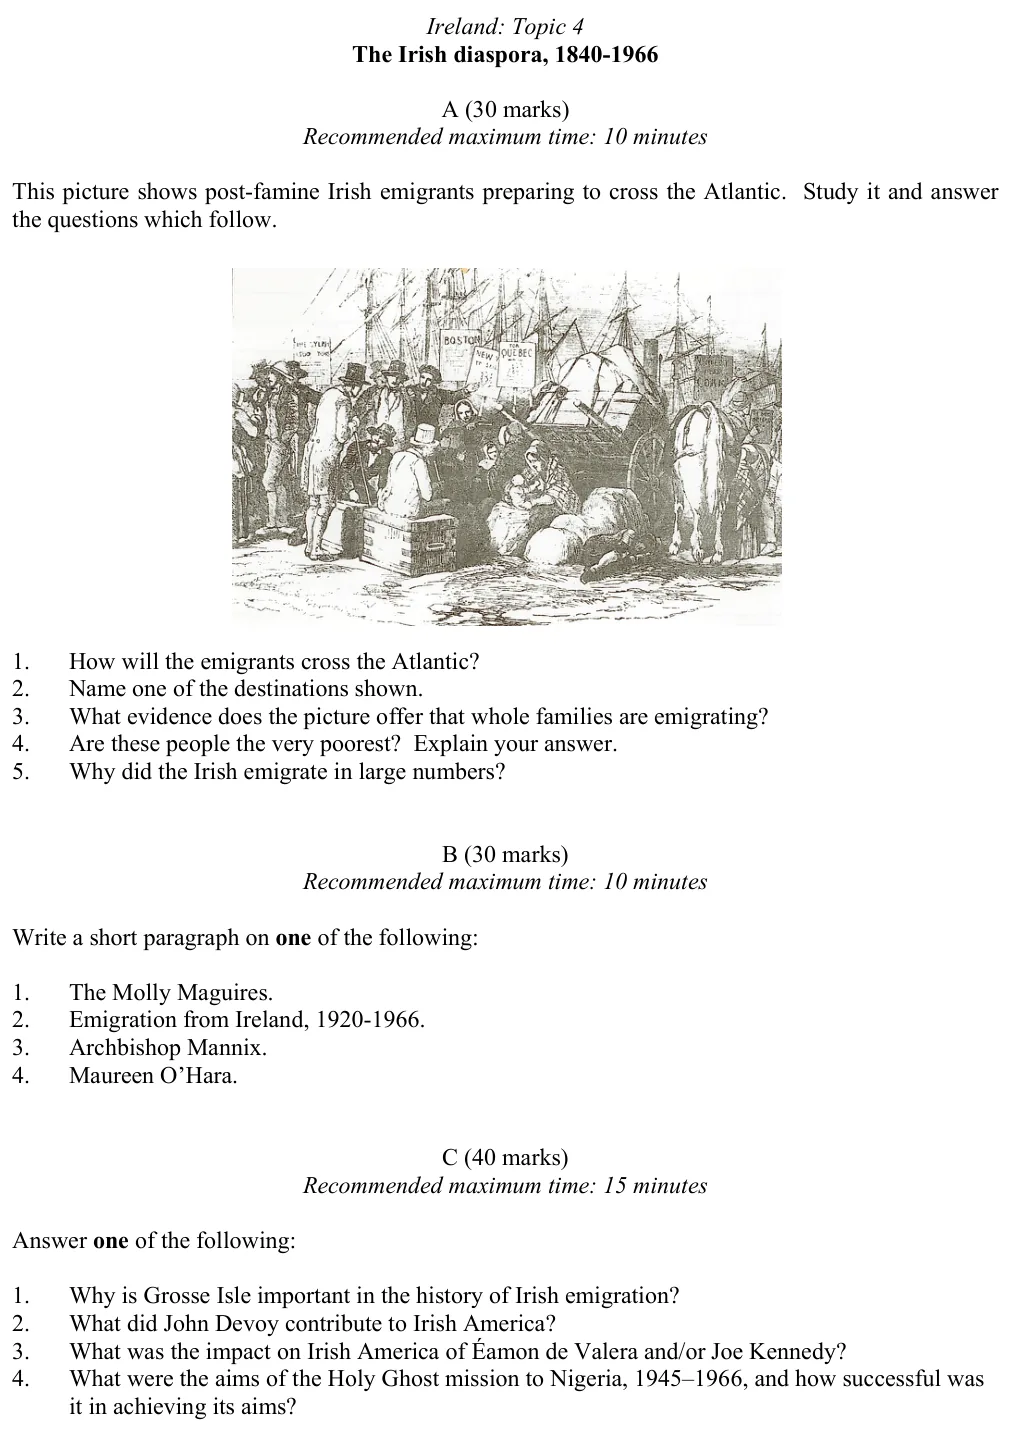 Ireland: Topic 4
The Irish diaspora, 1840-1966
A (30 marks)
Recommended maximum time: 10 minutes
This picture shows post-famine Irish emigrants preparing to cross the Atlantic. Study it and answer
the questions which follow.
BOSTON
NEW
FOR
QUEBEC
CORK
1. How will the emigrants cross the Atlantic?
2. Name one of the destinations shown.
3. What evidence does the picture offer that whole families are emigrating?
4. Are these people the very poorest? Explain your answer.
5. Why did the Irish emigrate in large numbers?
B (30 marks)
Recommended maximum time: 10 minutes
Write a short paragraph on one of the following:
1. The Molly Maguires.
2. Emigration from Ireland, 1920-1966.
3. Archbishop Mannix.
4. Maureen O’Hara.
C (40 marks)
Recommended maximum time: 15 minutes
Answer one of the following:
1. Why is Grosse Isle important in the history of Irish emigration?
2. What did John Devoy contribute to Irish America?
3. What was the impact on Irish America of Éamon de Valera and/or Joe Kennedy?
4. What were the aims of the Holy Ghost mission to Nigeria, 1945–1966, and how successful was
it in achieving its aims?